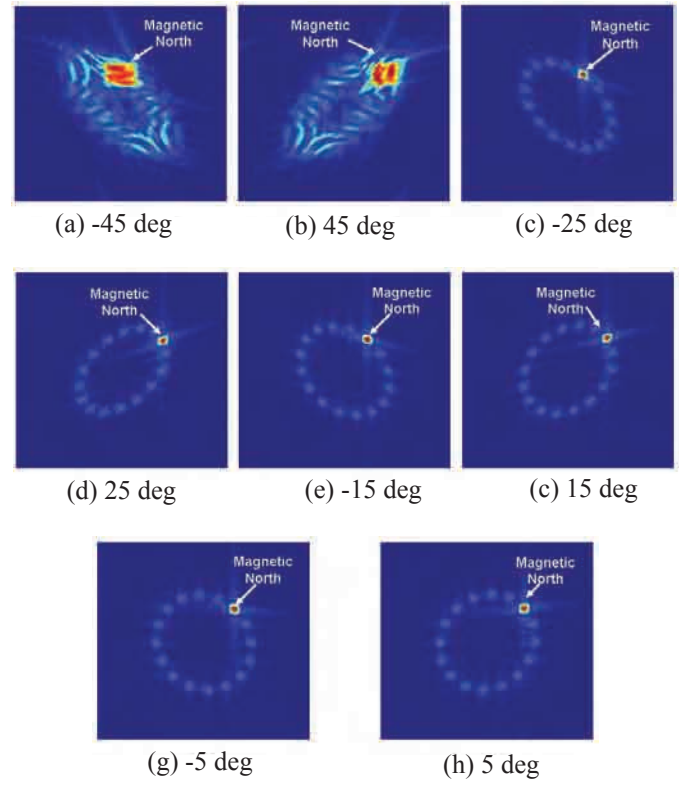 Magnetic
North
Magnetic
North
Magnetic
North
(a) -45 deg
(b) 45 deg
(c) -25 deg
Magnetic
North
Magnetic
North
Magnetic
North
(d) 25 deg
(e) -15 deg
(c) 15 deg
Magnetic
North
Magnetic
North
(g) -5 deg
(h) 5 deg